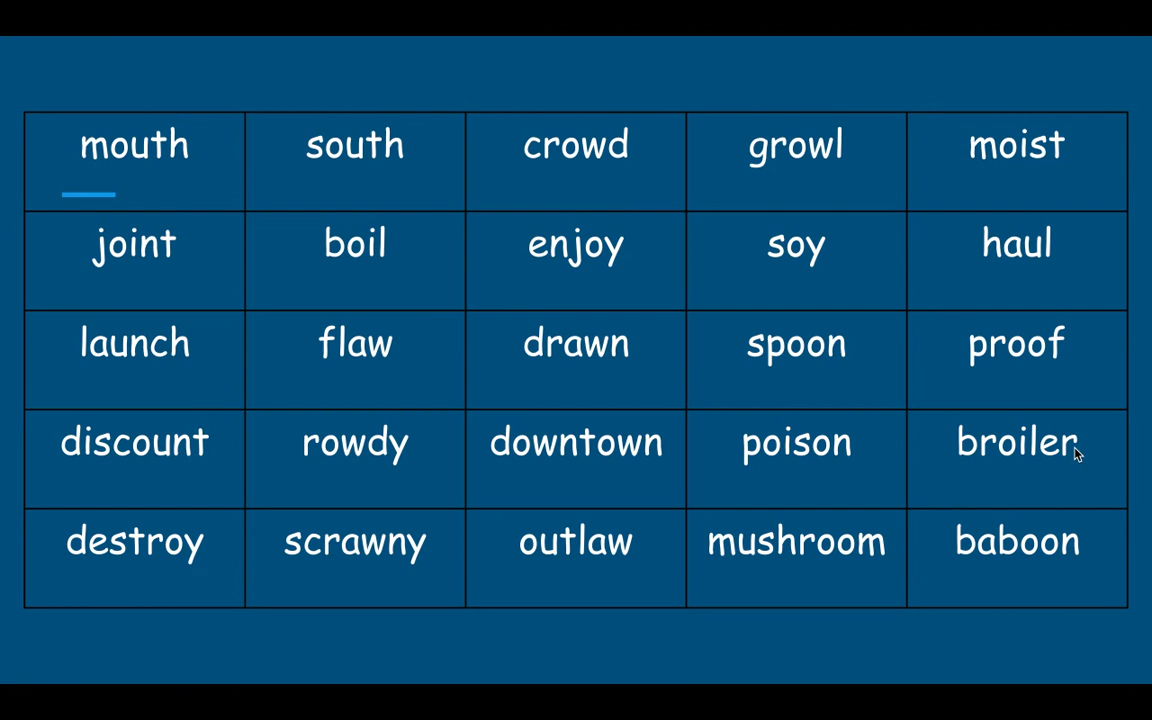 mouth south crowd growl moist
joint boil enjoy soy haul
launch flaw drawn spoon proof
discount rowdy downtown poison broiler
destroy scrawny outlaw mushroom baboon